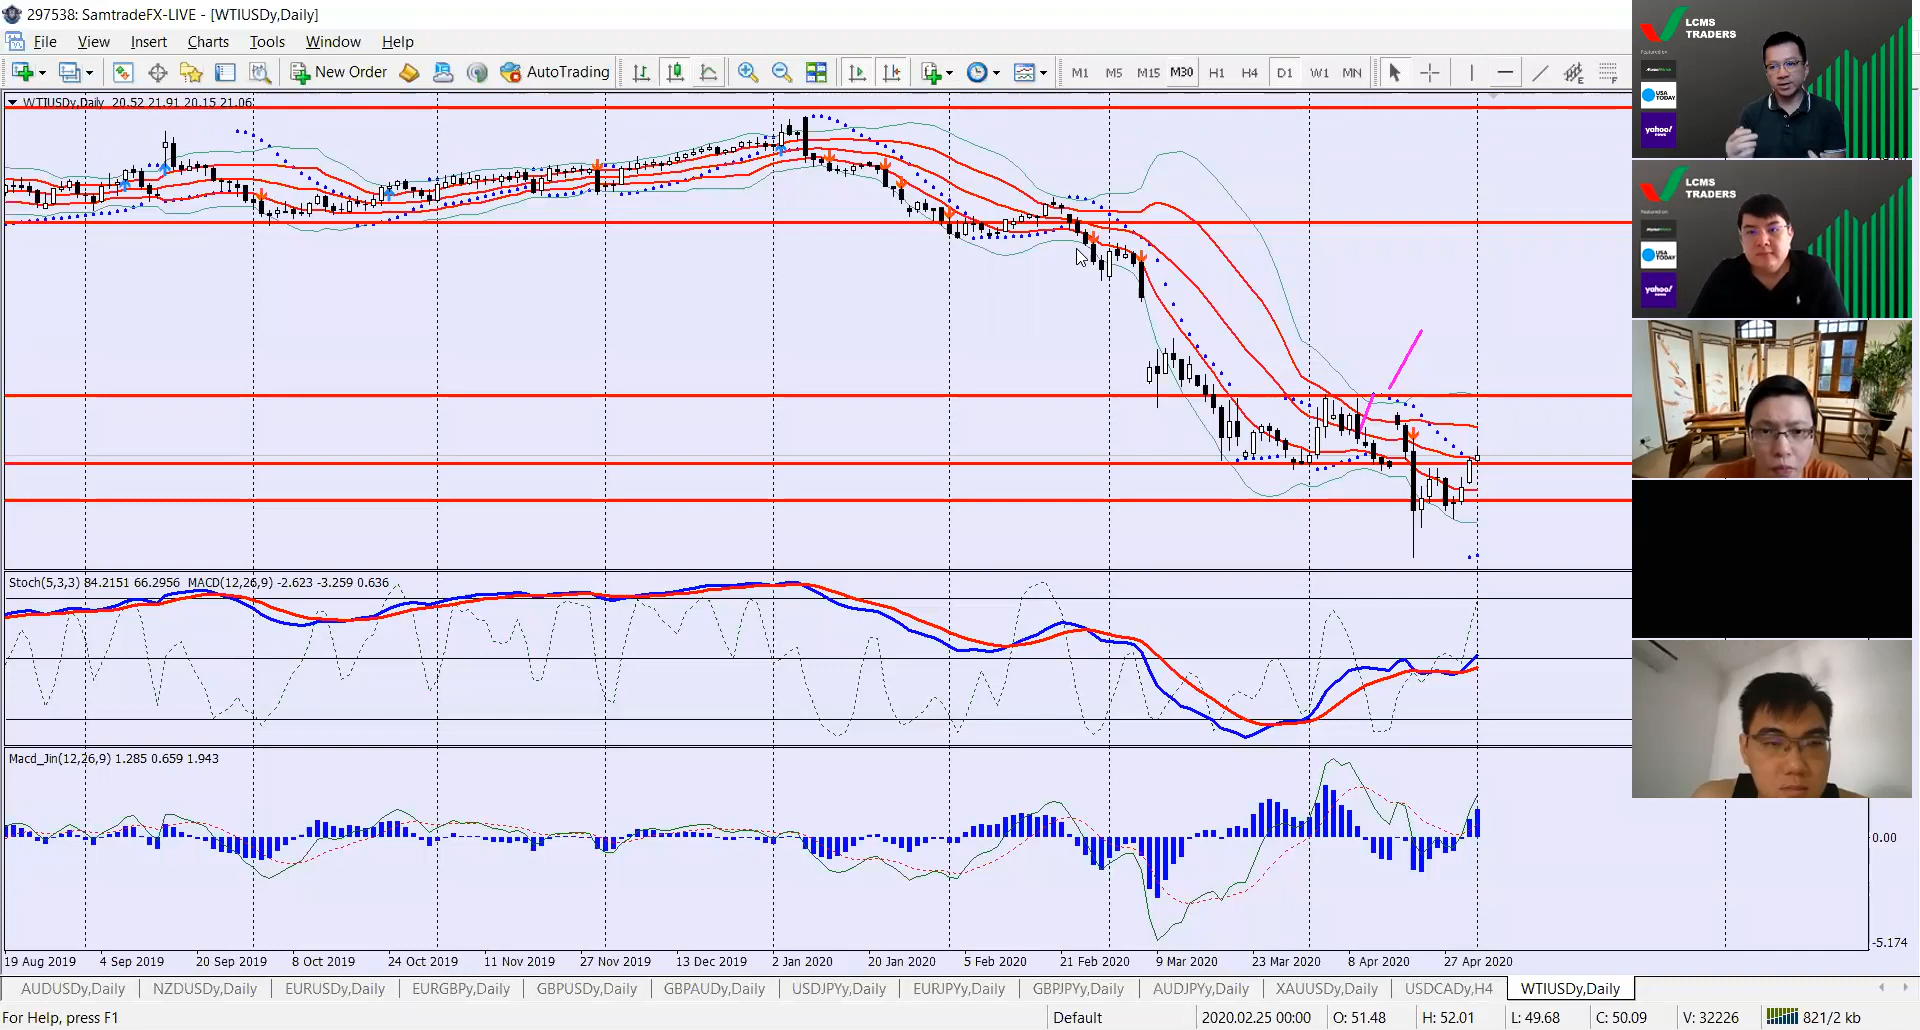 297538: SamtradeFX-LIVE - [WTIUSDy,Daily]
File View Insert Charts Tools Window Help
New Order AutoTrading M1 M5 M15 M30 H1 H4 D1 W1 MN
WTIUSDy,Daily 20.52 21.91 20.15 21.06
Stoch(5,3,3) 84.2151 66.2956 MACD(12,26,9) -2.623 -3.259 0.636
Macd_Jin(12,26,9) 1.285 0.659 1.943
0.00
-5.174
19 Aug 2019 4 Sep 2019 20 Sep 2019 8 Oct 2019 24 Oct 2019 11 Nov 2019 27 Nov 2019 13 Dec 2019 2 Jan 2020 20 Jan 2020 5 Feb 2020 21 Feb 2020 9 Mar 2020 23 Mar 2020 8 Apr 2020 27 Apr 2020
AUDUSDy,Daily NZDUSDy,Daily EURUSDy,Daily EURGBPy,Daily GBPUSDy,Daily GBPAUDy,Daily USDJPYy,Daily EURJPYy,Daily GBPJPYy,Daily AUDJPYy,Daily XAUUSDy,Daily USDCADy,H4 WTIUSDy,Daily
For Help, press F1 Default 2020.02.25 00:00 O: 51.48 H: 52.01 L: 49.68 C: 50.09 V: 32226 821/2 kb
LCMS
TRADERS
USA
TODAY
yahoo!
news
LCMS
TRADERS
USA
TODAY
yahoo!
news